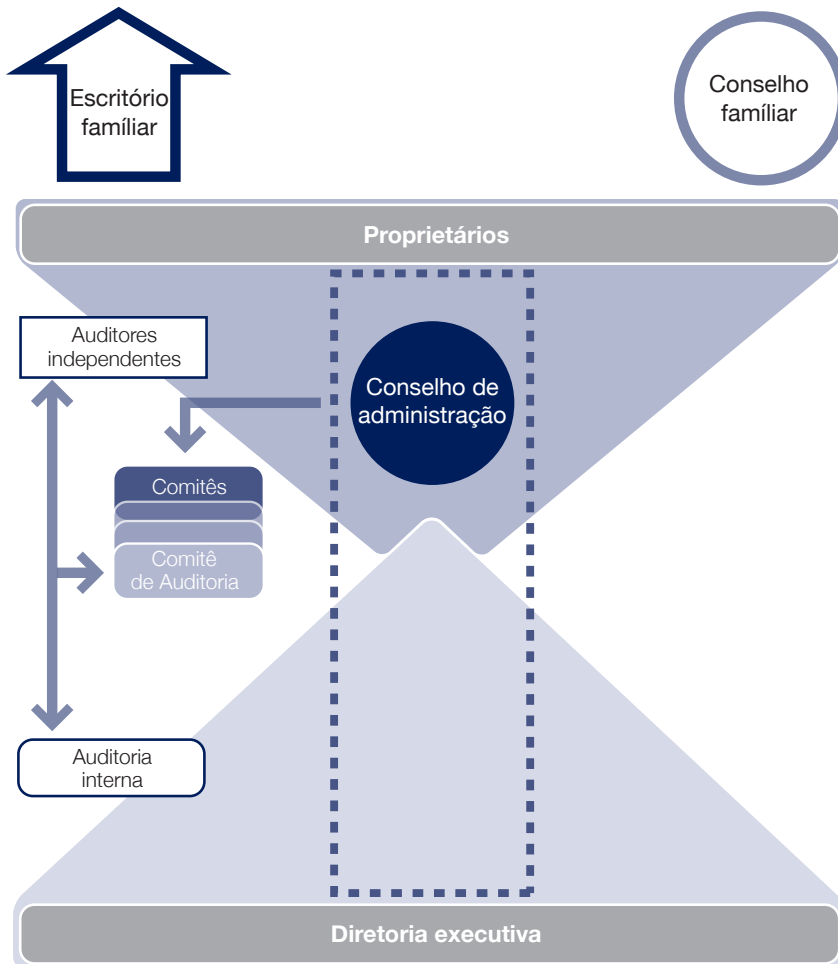 Escritório
famíliar
Conselho
famíliar
Proprietários
Auditores
independentes
Conselho de
administração
Comitês
Comitê
de Auditoria
Auditoria
interna
Diretoria executiva